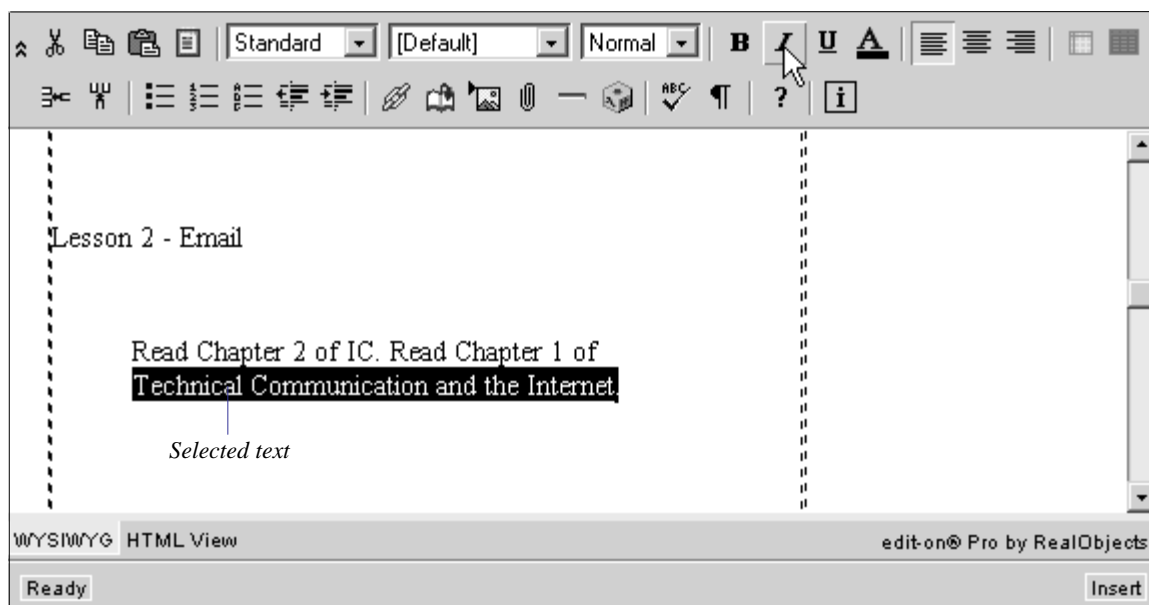 Standard [Default] Normal B I U A
ABC ? i
Lesson 2 - Email
Read Chapter 2 of IC. Read Chapter 1 of
Technical Communication and the Internet.
Selected text
WYSIWYG HTML View edit-on® Pro by RealObjects
Ready Insert